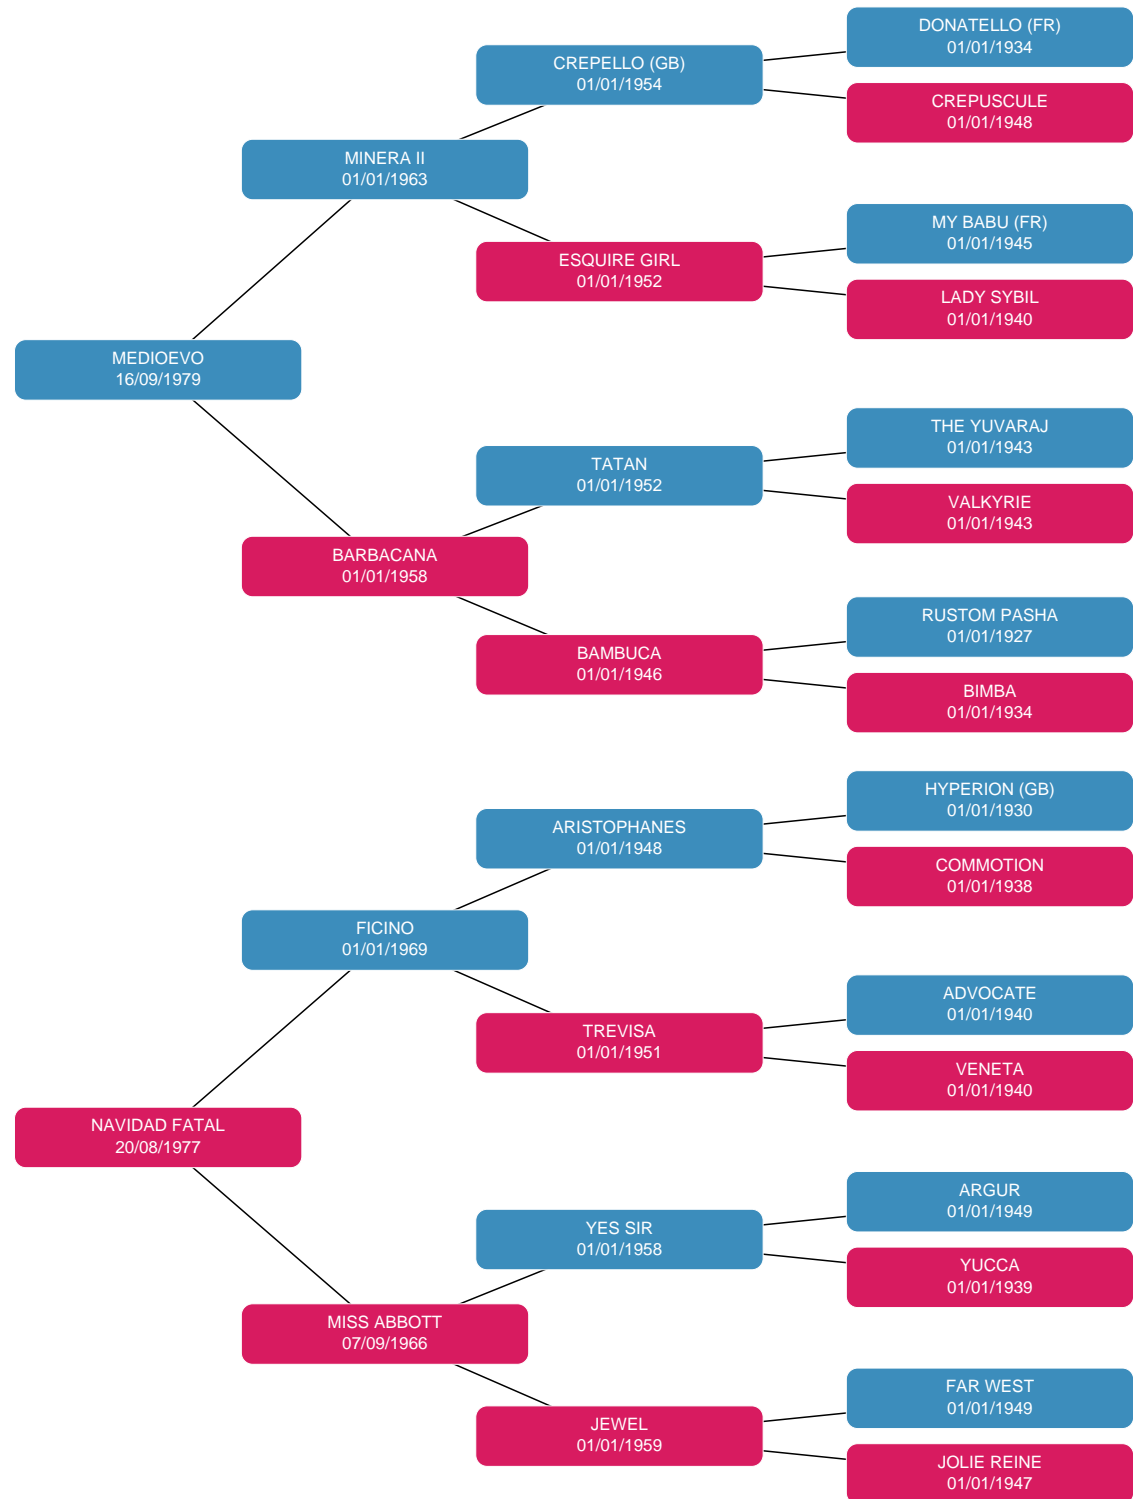 DONATELLO (FR)
01/01/1934
CREPELLO (GB)
01/01/1954
CREPUSCULE
01/01/1948
MINERA II
01/01/1963
MY BABU (FR)
01/01/1945
ESQUIRE GIRL
01/01/1952
LADY SYBIL
01/01/1940
MEDIOEVO
16/09/1979
THE YUVARAJ
01/01/1943
TATAN
01/01/1952
VALKYRIE
01/01/1943
BARBACANA
01/01/1958
RUSTOM PASHA
01/01/1927
BAMBUCA
01/01/1946
BIMBA
01/01/1934
HYPERION (GB)
01/01/1930
ARISTOPHANES
01/01/1948
COMMOTION
01/01/1938
FICINO
01/01/1969
ADVOCATE
01/01/1940
TREVISA
01/01/1951
VENETA
01/01/1940
NAVIDAD FATAL
20/08/1977
ARGUR
01/01/1949
YES SIR
01/01/1958
YUCCA
01/01/1939
MISS ABBOTT
07/09/1966
FAR WEST
01/01/1949
JEWEL
01/01/1959
JOLIE REINE
01/01/1947